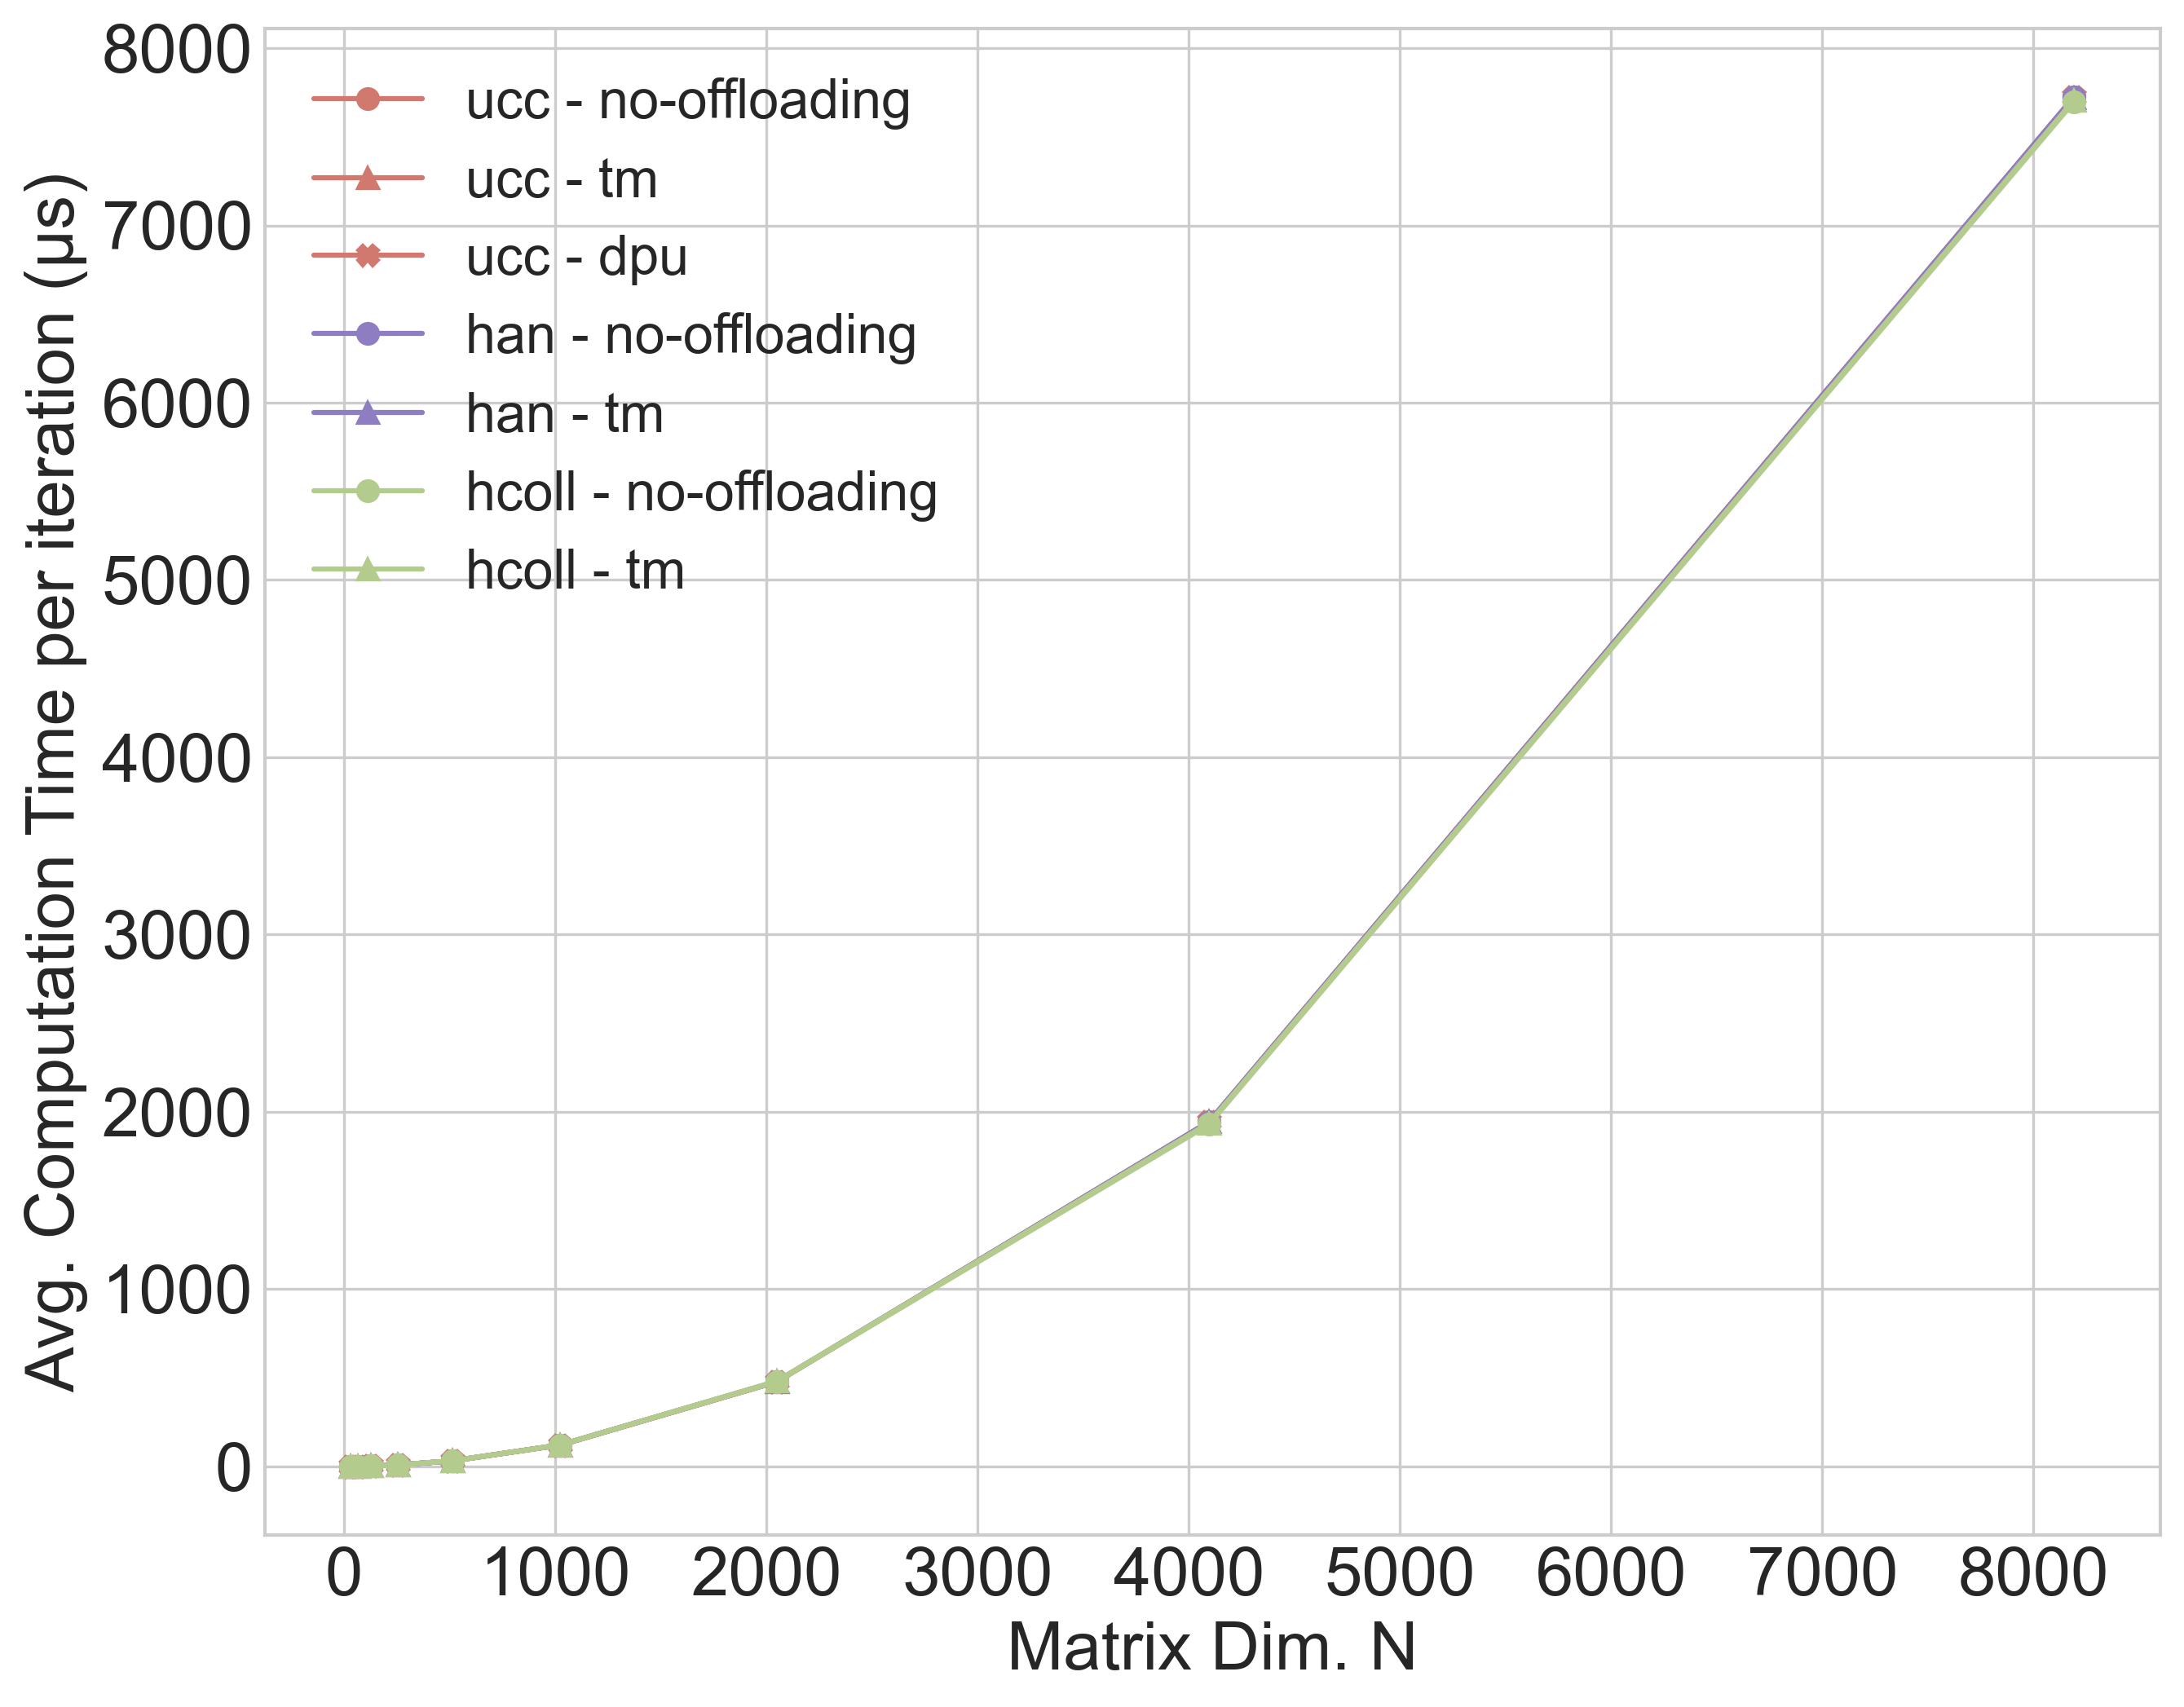 8000
7000
6000
5000
4000
3000
2000
1000
0
Avg. Computation Time per iteration (µs)
ucc - no-offloading
ucc - tm
ucc - dpu
han - no-offloading
han - tm
hcoll - no-offloading
hcoll - tm
0 1000 2000 3000 4000 5000 6000 7000 8000
Matrix Dim. N